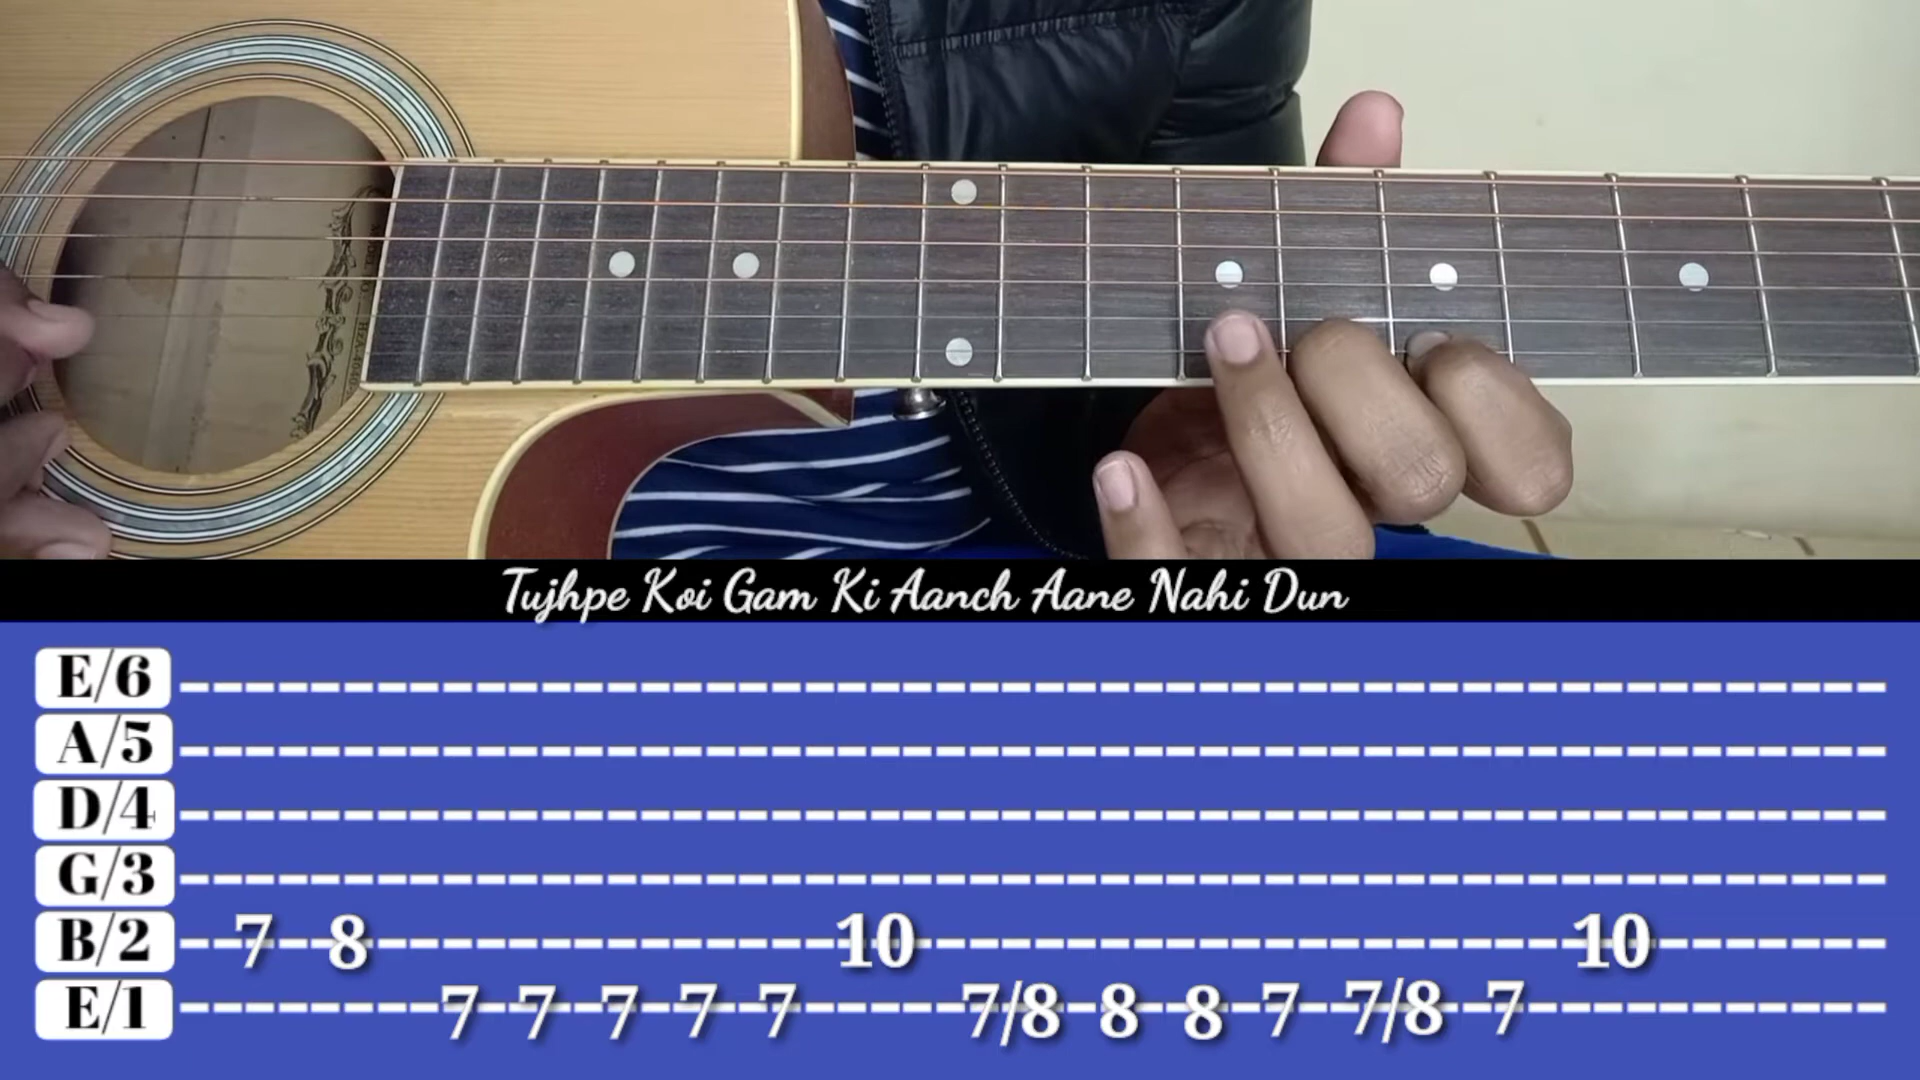 Tujhpe Koi Gam Ki Aanch Aane Nahi Dun
E/6
A/5
D/4
G/3
B/2 7 8 10 10
E/1 7 7 7 7 7 7/8 8 8 7 7/8 7